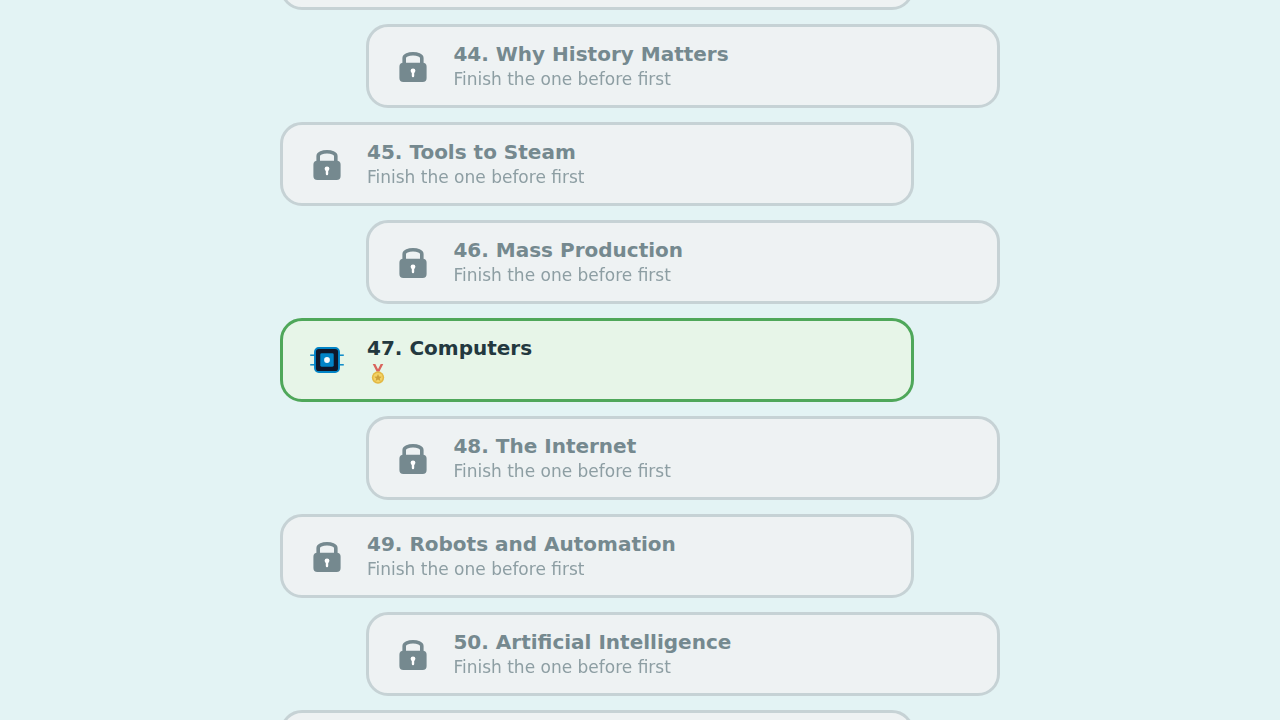 44. Why History Matters
Finish the one before first
45. Tools to Steam
Finish the one before first
46. Mass Production
Finish the one before first
47. Computers
48. The Internet
Finish the one before first
49. Robots and Automation
Finish the one before first
50. Artificial Intelligence
Finish the one before first